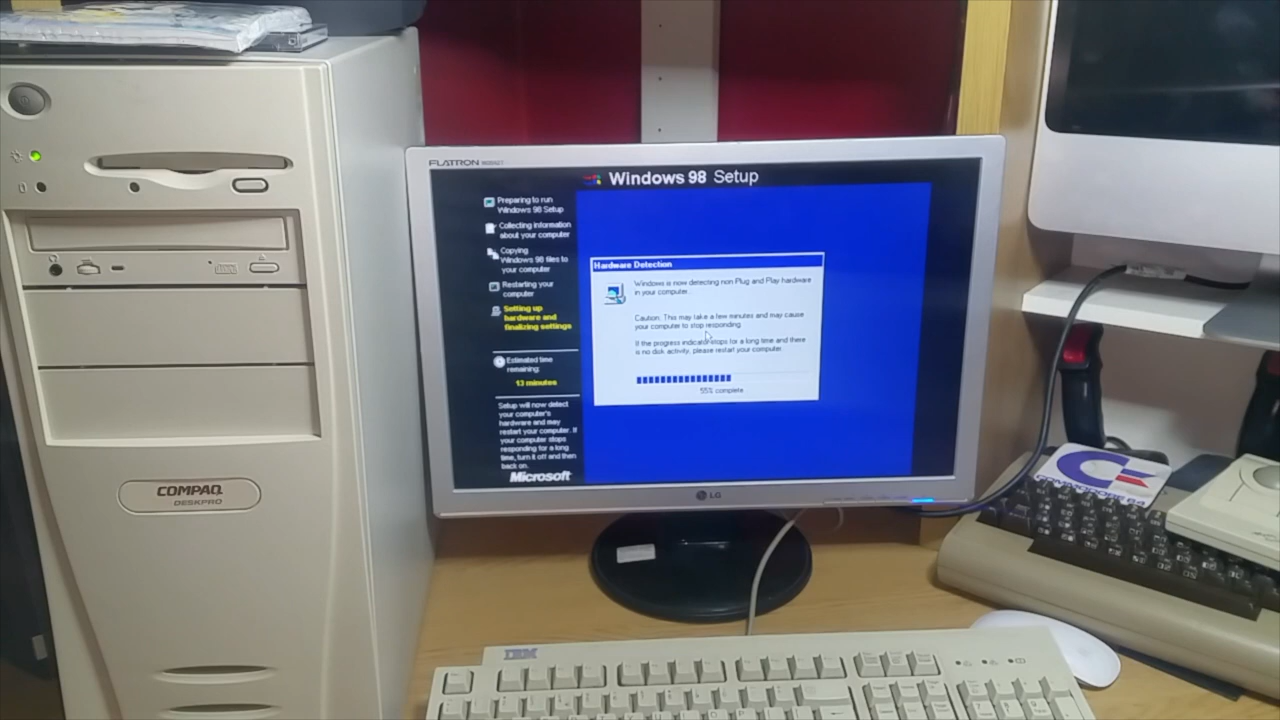 COMPAQ
DESKPRO
FLATRON
Windows 98 Setup
Preparing to run
Windows 98 Setup
Collecting information
about your computer
Copying
Windows 98 files to
your computer
Restarting your
computer
Setting up
hardware and
finalizing settings
Estimated time
remaining:
13 minutes
Setup will now detect
your computer's
hardware and may
restart your computer. If
your computer stops
responding for a long
time, turn it off and then
back on.
Microsoft
Hardware Detection
Windows is now detecting non Plug and Play hardware
in your computer.
Caution: This may take a few minutes and may cause
your computer to stop responding.
If the progress indicator stops for a long time and there
is no disk activity, please restart your computer.
55% complete
LG
COMMODORE 64
IBM